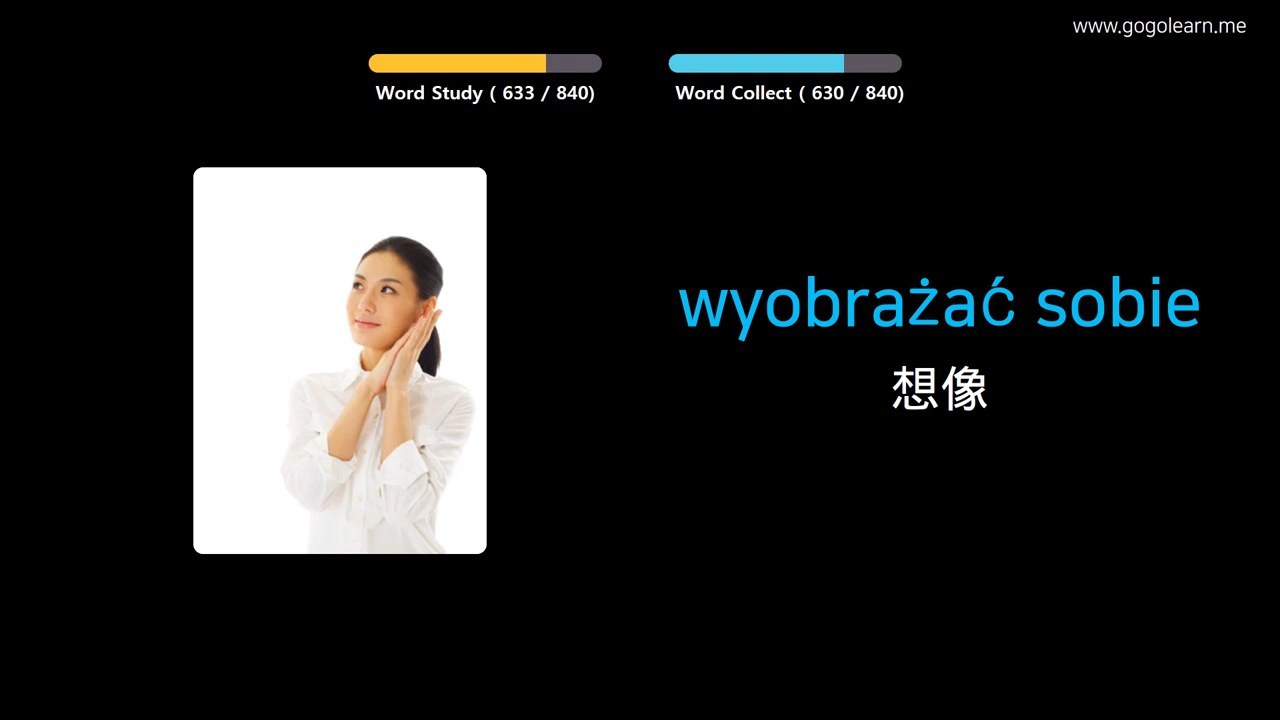 www.gogolearn.me
Word Study ( 633 / 840)
Word Collect ( 630 / 840)
wyobrażać sobie
想像